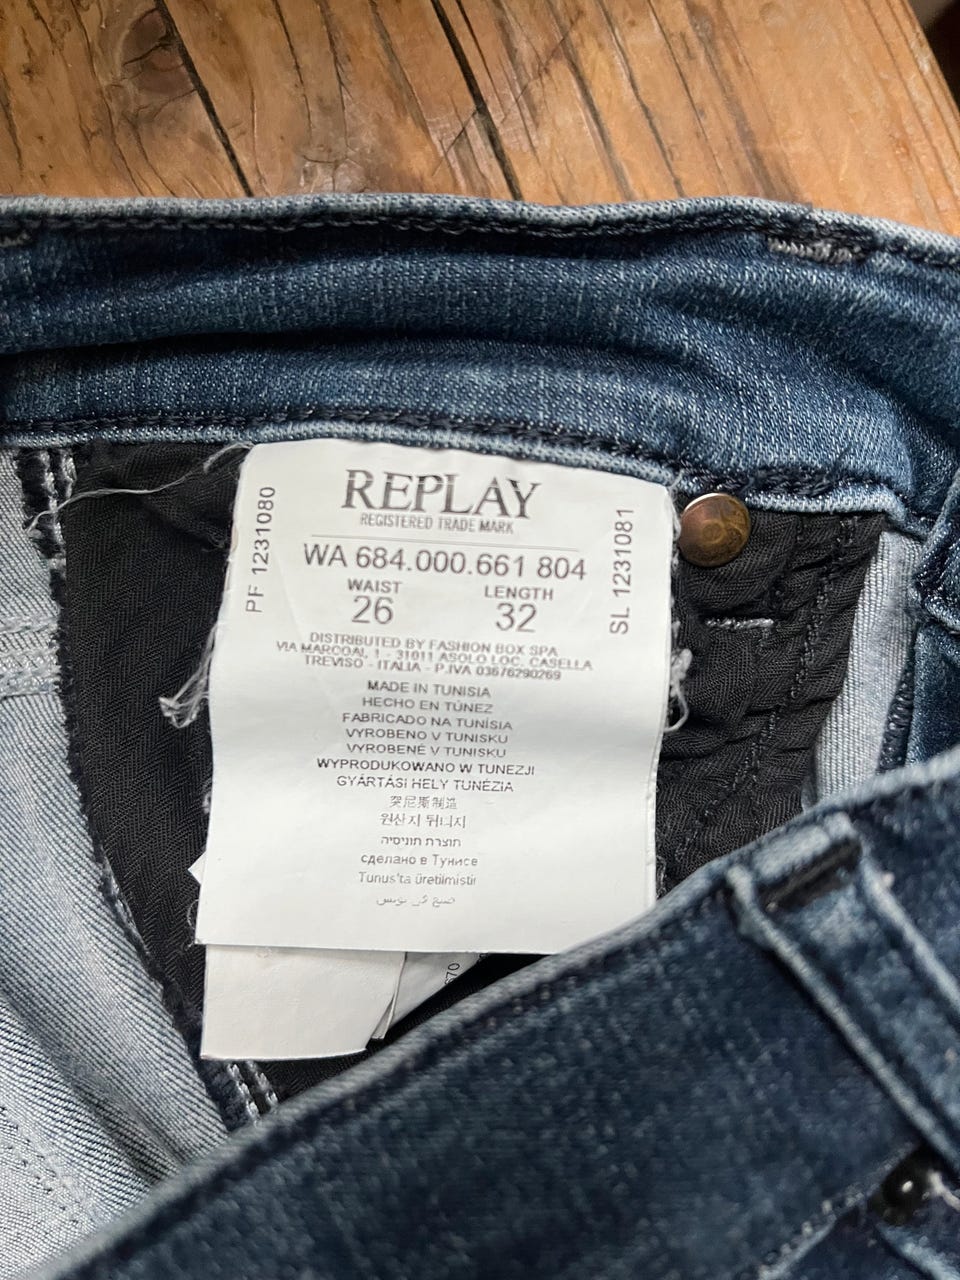 REPLAY
REGISTERED TRADE MARK
WA 684.000.661 804
WAIST LENGTH
26 32
PF 1231080
SL 1231081
DISTRIBUTED BY FASHION BOX SPA
VIA MARCOAI, 1 - 31011 ASOLO LOC. CASELLA
TREVISO - ITALIA - P.IVA 03676290269
MADE IN TUNISIA
HECHO EN TÚNEZ
FABRICADO NA TUNÍSIA
VYROBENO V TUNISKU
VYROBENÉ V TUNISKU
WYPRODUKOWANO W TUNEZJI
GYÁRTÁSI HELY TUNÉZIA
突尼斯制造
원산지 튀니지
תוצרת תוניסיה
сделано в Тунисе
Tunus'ta üretilmiştir
صنع في تونس